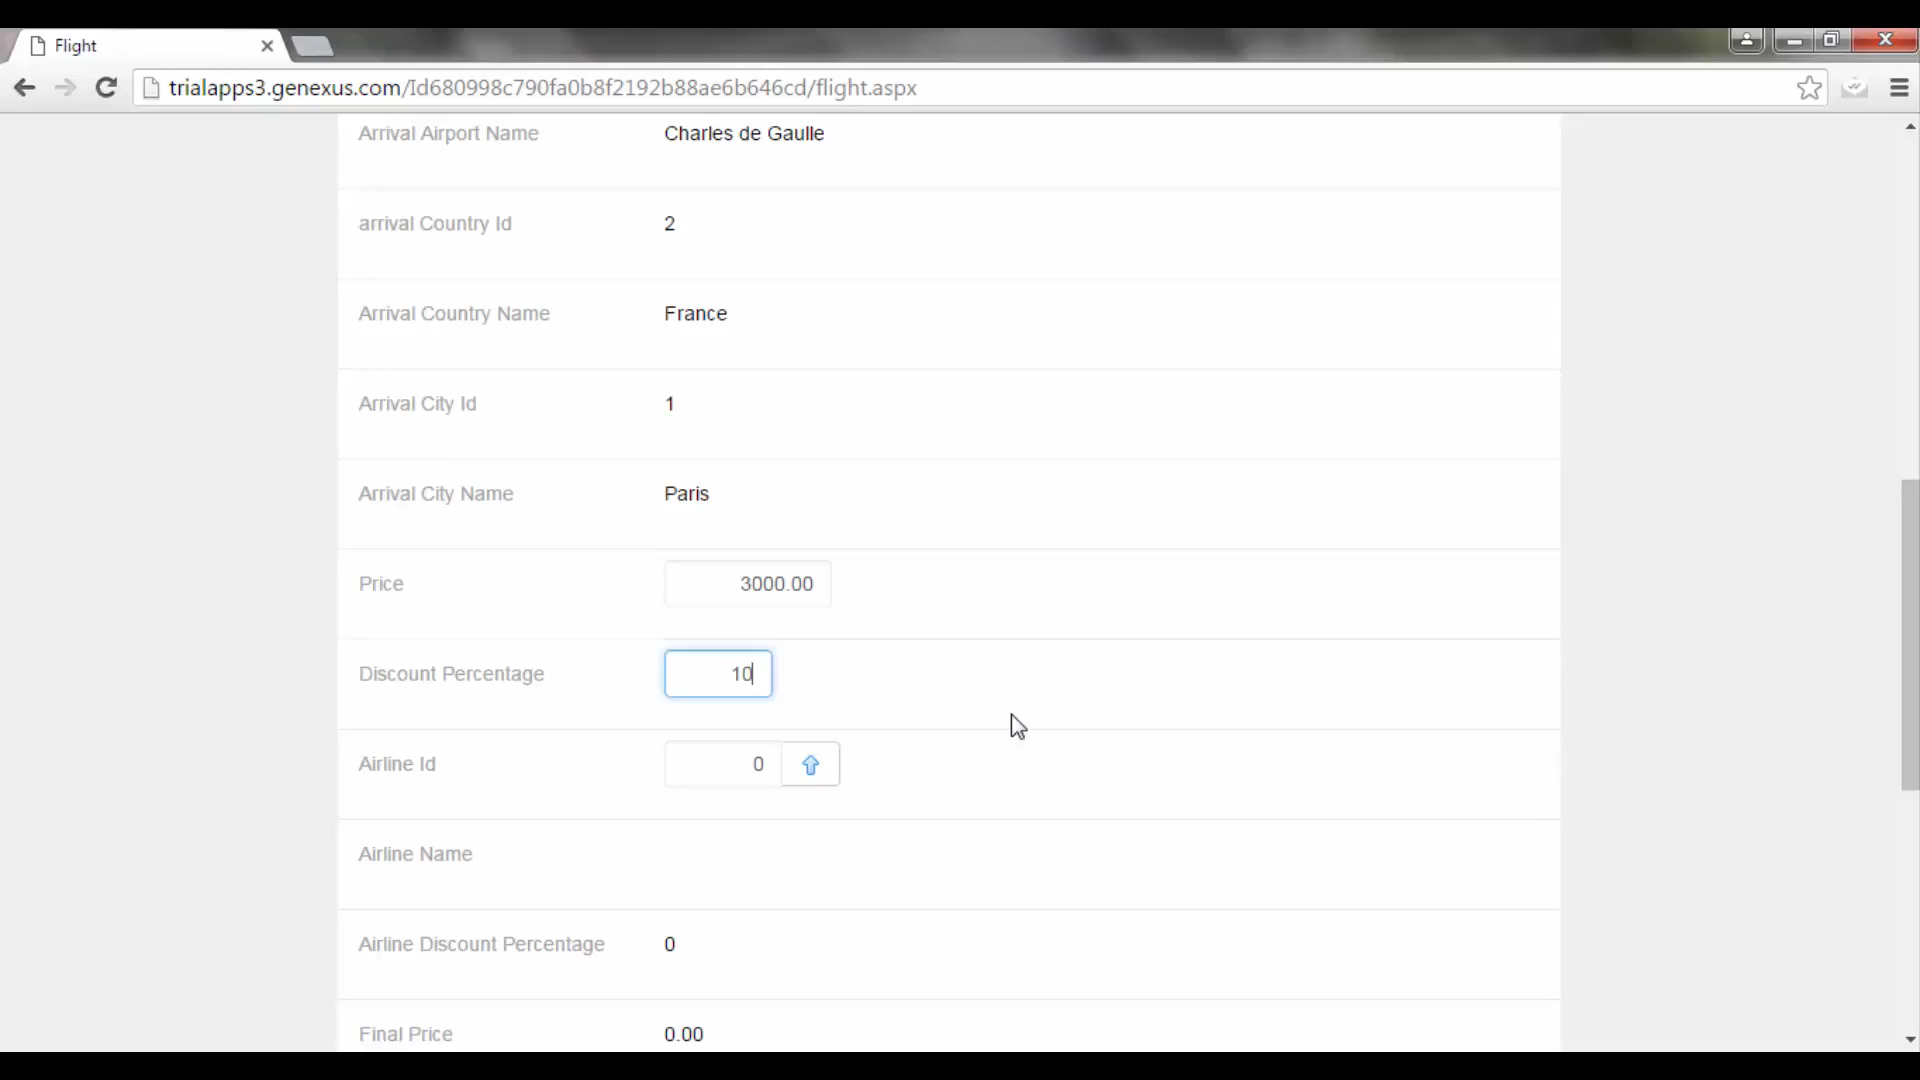 Flight
trialapps3.genexus.com/Id680998c790fa0b8f2192b88ae6b646cd/flight.aspx
Arrival Airport Name Charles de Gaulle
arrival Country Id 2
Arrival Country Name France
Arrival City Id 1
Arrival City Name Paris
Price 3000.00
Discount Percentage 10
Airline Id 0
Airline Name
Airline Discount Percentage 0
Final Price 0.00